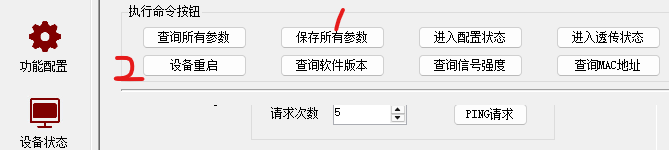 执行命令按钮
查询所有参数 保存所有参数 进入配置状态 进入透传状态
功能配置
设备重启 查询软件版本 查询信号强度 查询MAC地址
请求次数 5 PING请求
设备状态